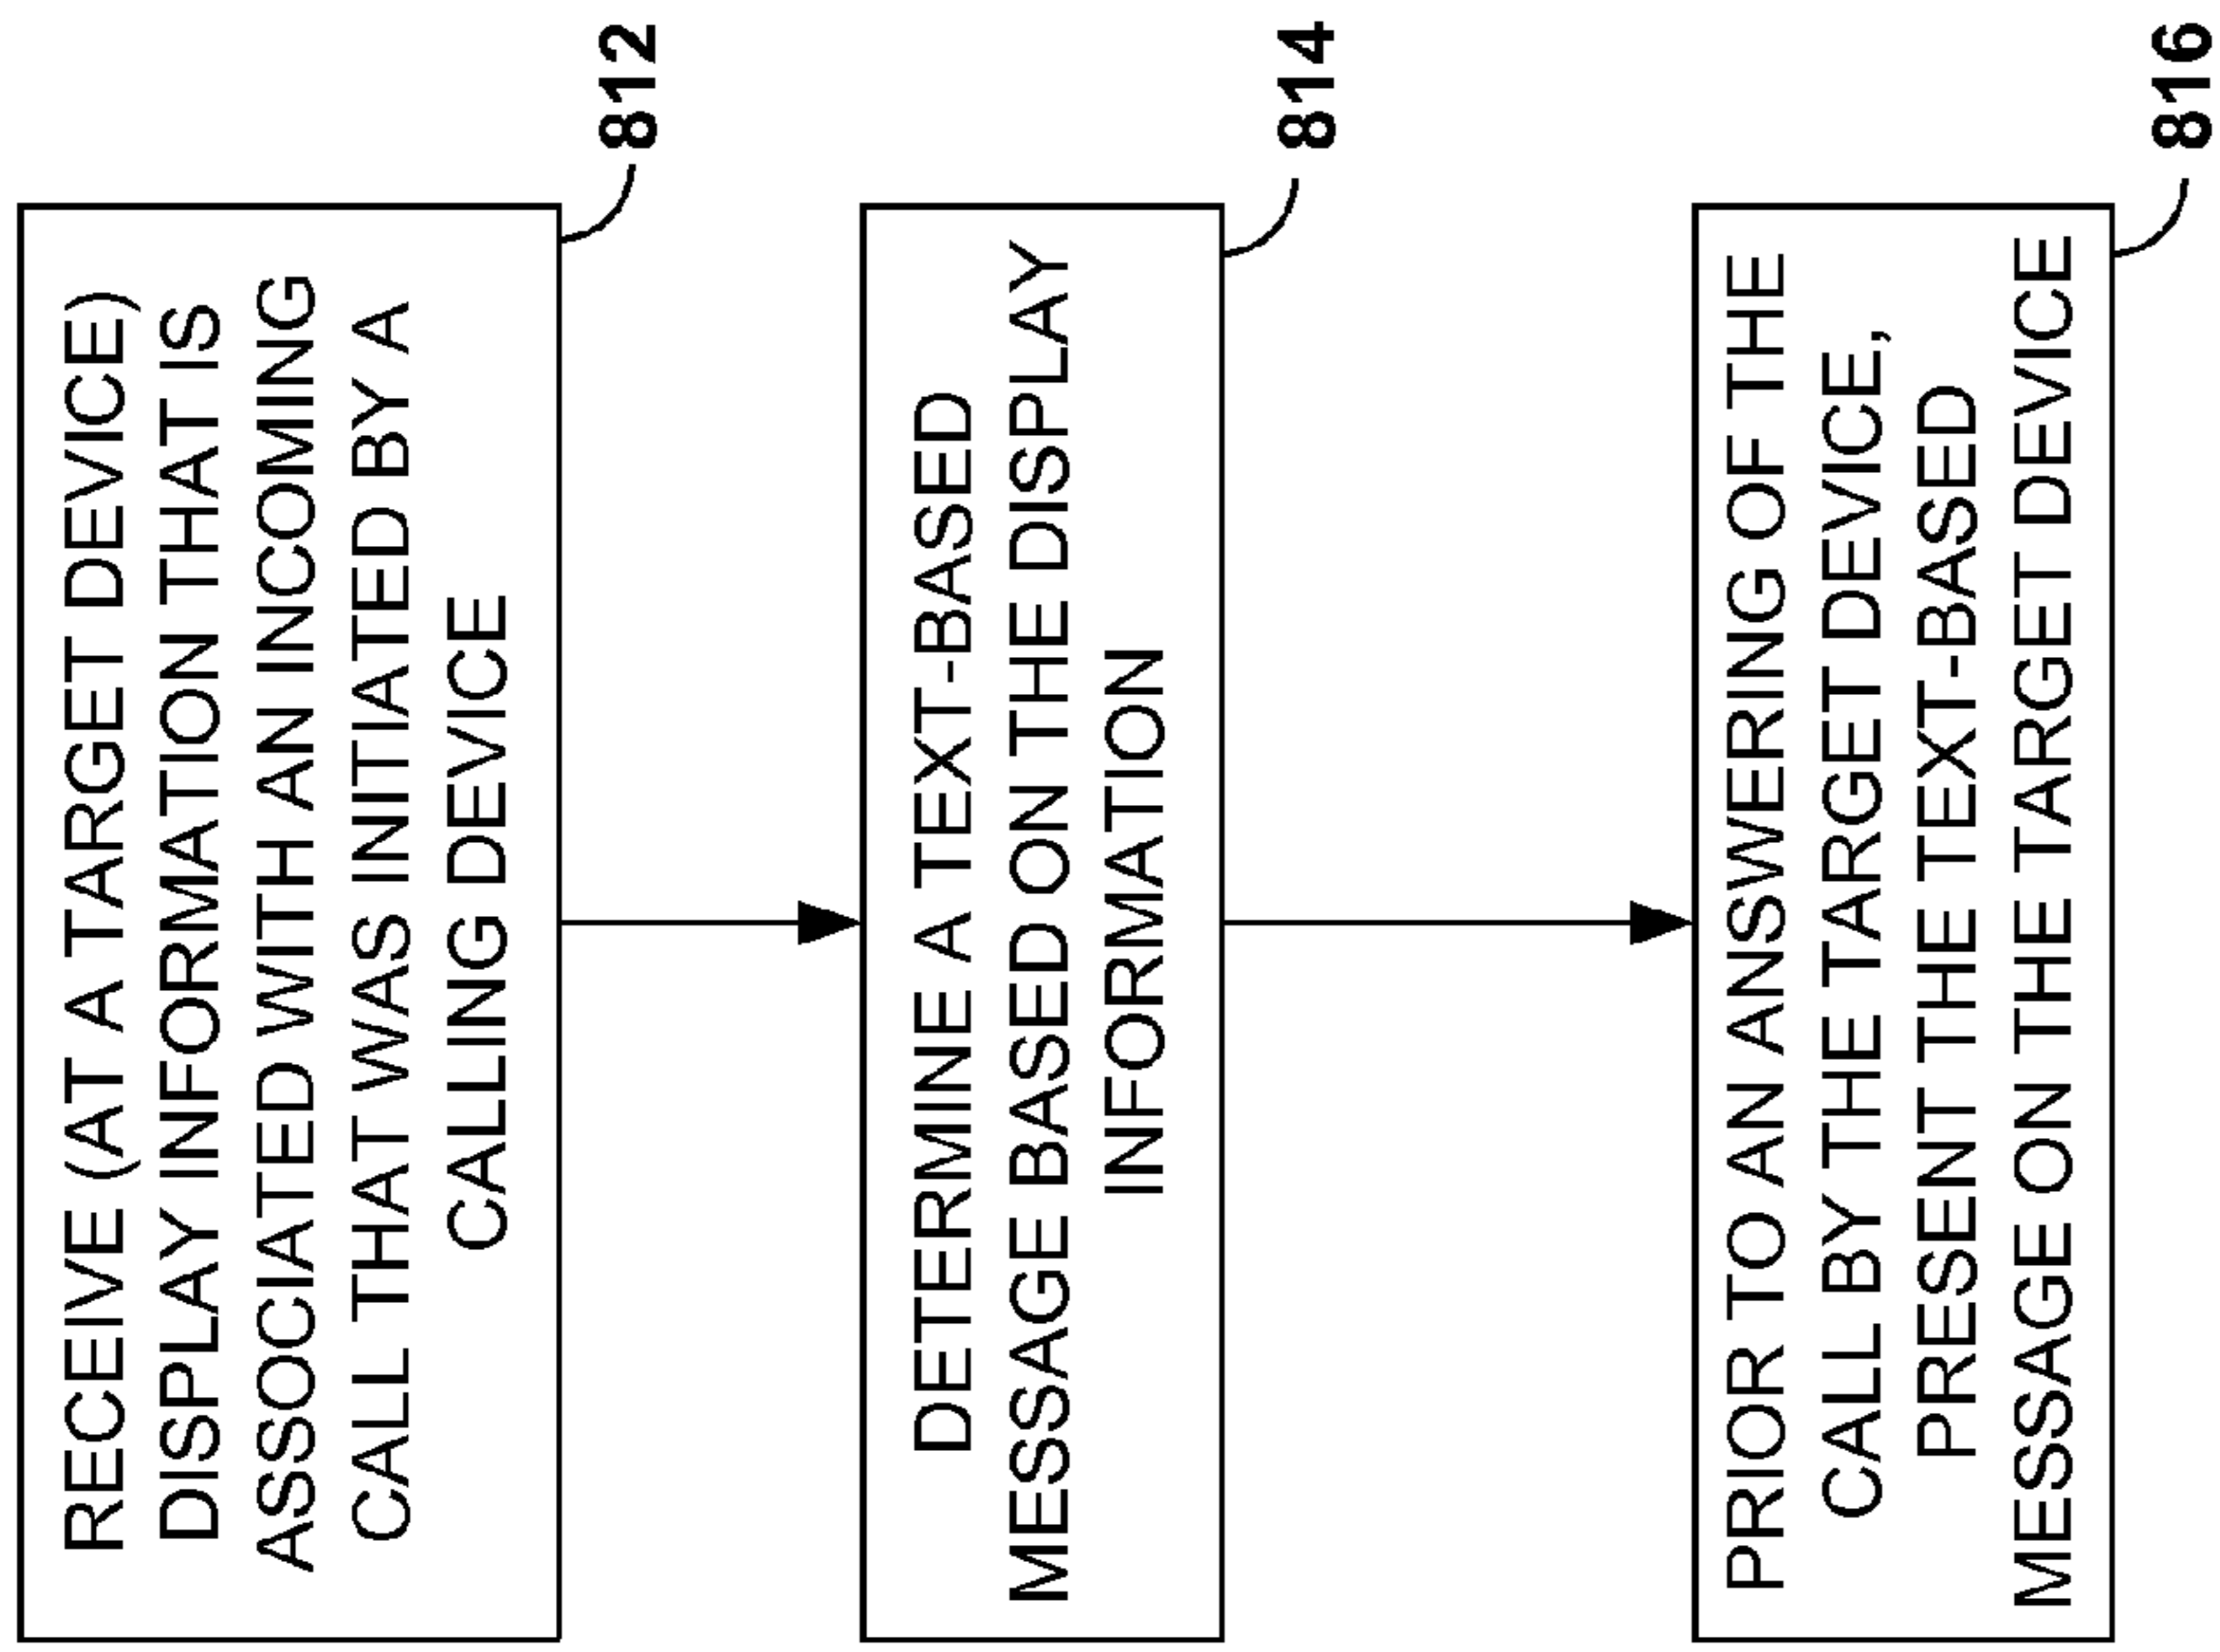 RECEIVE (AT A TARGET DEVICE)
DISPLAY INFORMATION THAT IS
ASSOCIATED WITH AN INCOMING
CALL THAT WAS INITIATED BY A
CALLING DEVICE
812
DETERMINE A TEXT-BASED
MESSAGE BASED ON THE DISPLAY
INFORMATION
814
PRIOR TO AN ANSWERING OF THE
CALL BY THE TARGET DEVICE,
PRESENT THE TEXT-BASED
MESSAGE ON THE TARGET DEVICE
816